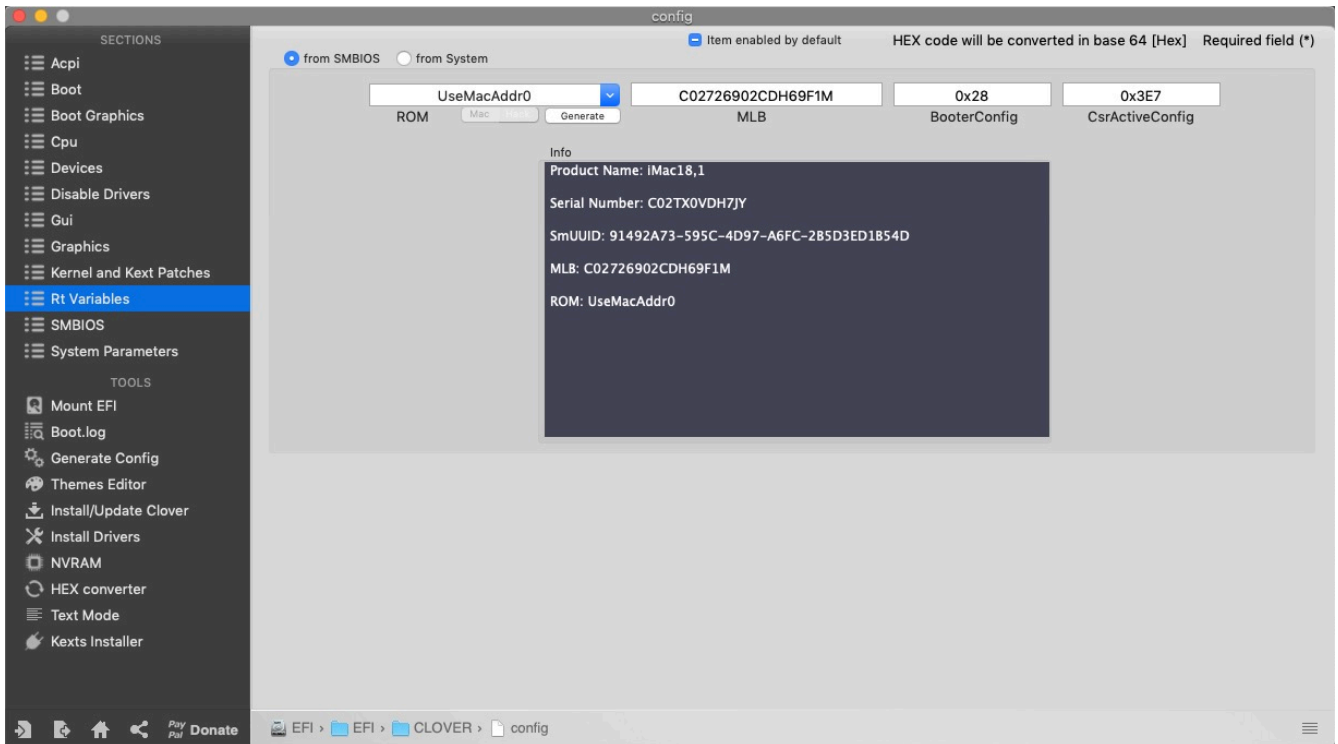 config
SECTIONS
Acpi
Boot
Boot Graphics
Cpu
Devices
Disable Drivers
Gui
Graphics
Kernel and Kext Patches
Rt Variables
SMBIOS
System Parameters
TOOLS
Mount EFI
Boot.log
Generate Config
Themes Editor
Install/Update Clover
Install Drivers
NVRAM
HEX converter
Text Mode
Kexts Installer
Pay Pal Donate
Item enabled by default HEX code will be converted in base 64 [Hex] Required field (*)
from SMBIOS from System
UseMacAddr0 C02726902CDH69F1M 0x28 0x3E7
ROM Mac Hack Generate MLB BooterConfig CsrActiveConfig
Info
Product Name: iMac18,1
Serial Number: C02TX0VDH7JY
SmUUID: 91492A73-595C-4D97-A6FC-2B5D3ED1B54D
MLB: C02726902CDH69F1M
ROM: UseMacAddr0
EFI › EFI › CLOVER › config